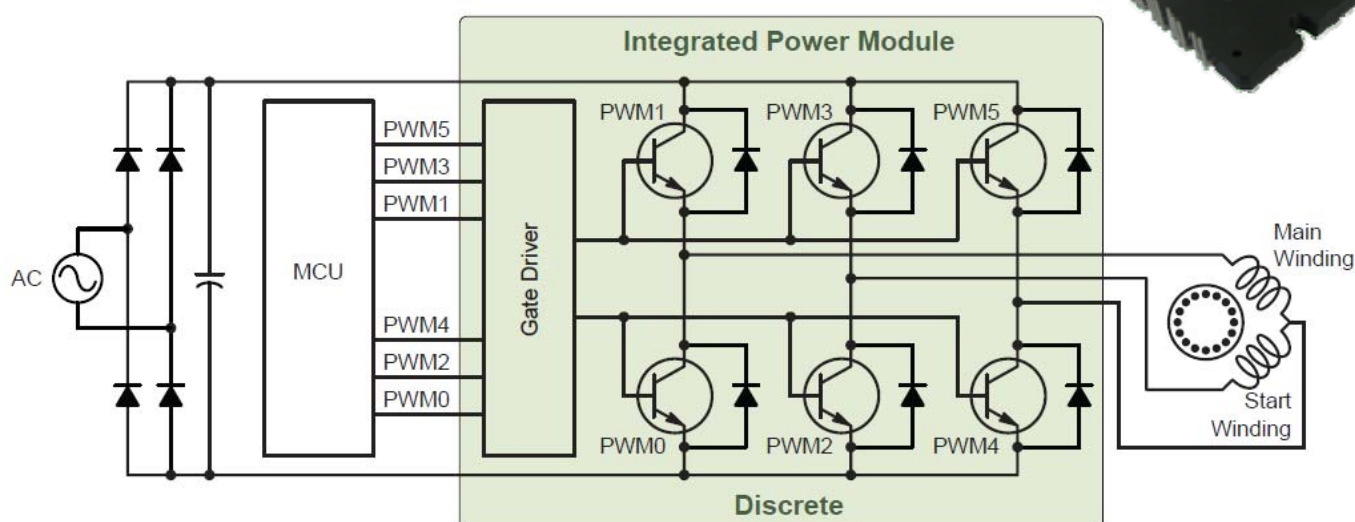 Integrated Power Module
PWM1
PWM3
PWM5
PWM5
PWM3
PWM1
AC
MCU
Gate Driver
Main
Winding
PWM4
PWM2
PWM0
Start
Winding
PWM0
PWM2
PWM4
Discrete